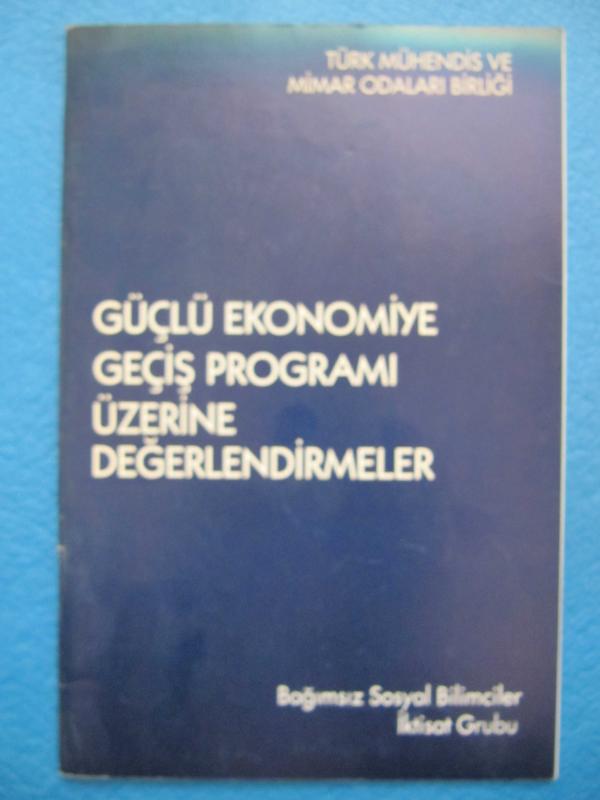 TÜRK MÜHENDİS VE
MİMAR ODALARI BİRLİĞİ
GÜÇLÜ EKONOMİYE
GEÇİŞ PROGRAMI
ÜZERİNE
DEĞERLENDİRMELER
Bağımsız Sosyal Bilimciler
İktisat Grubu